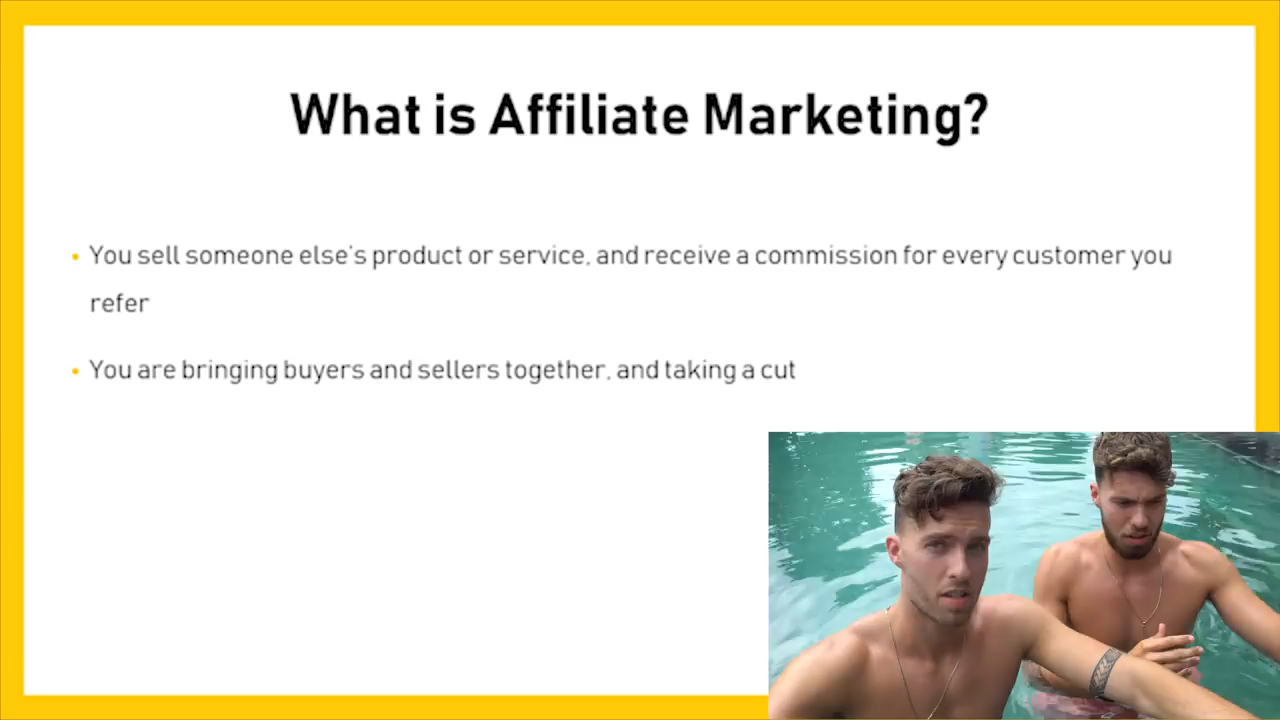 What is Affiliate Marketing?
• You sell someone else's product or service, and receive a commission for every customer you
refer
• You are bringing buyers and sellers together, and taking a cut